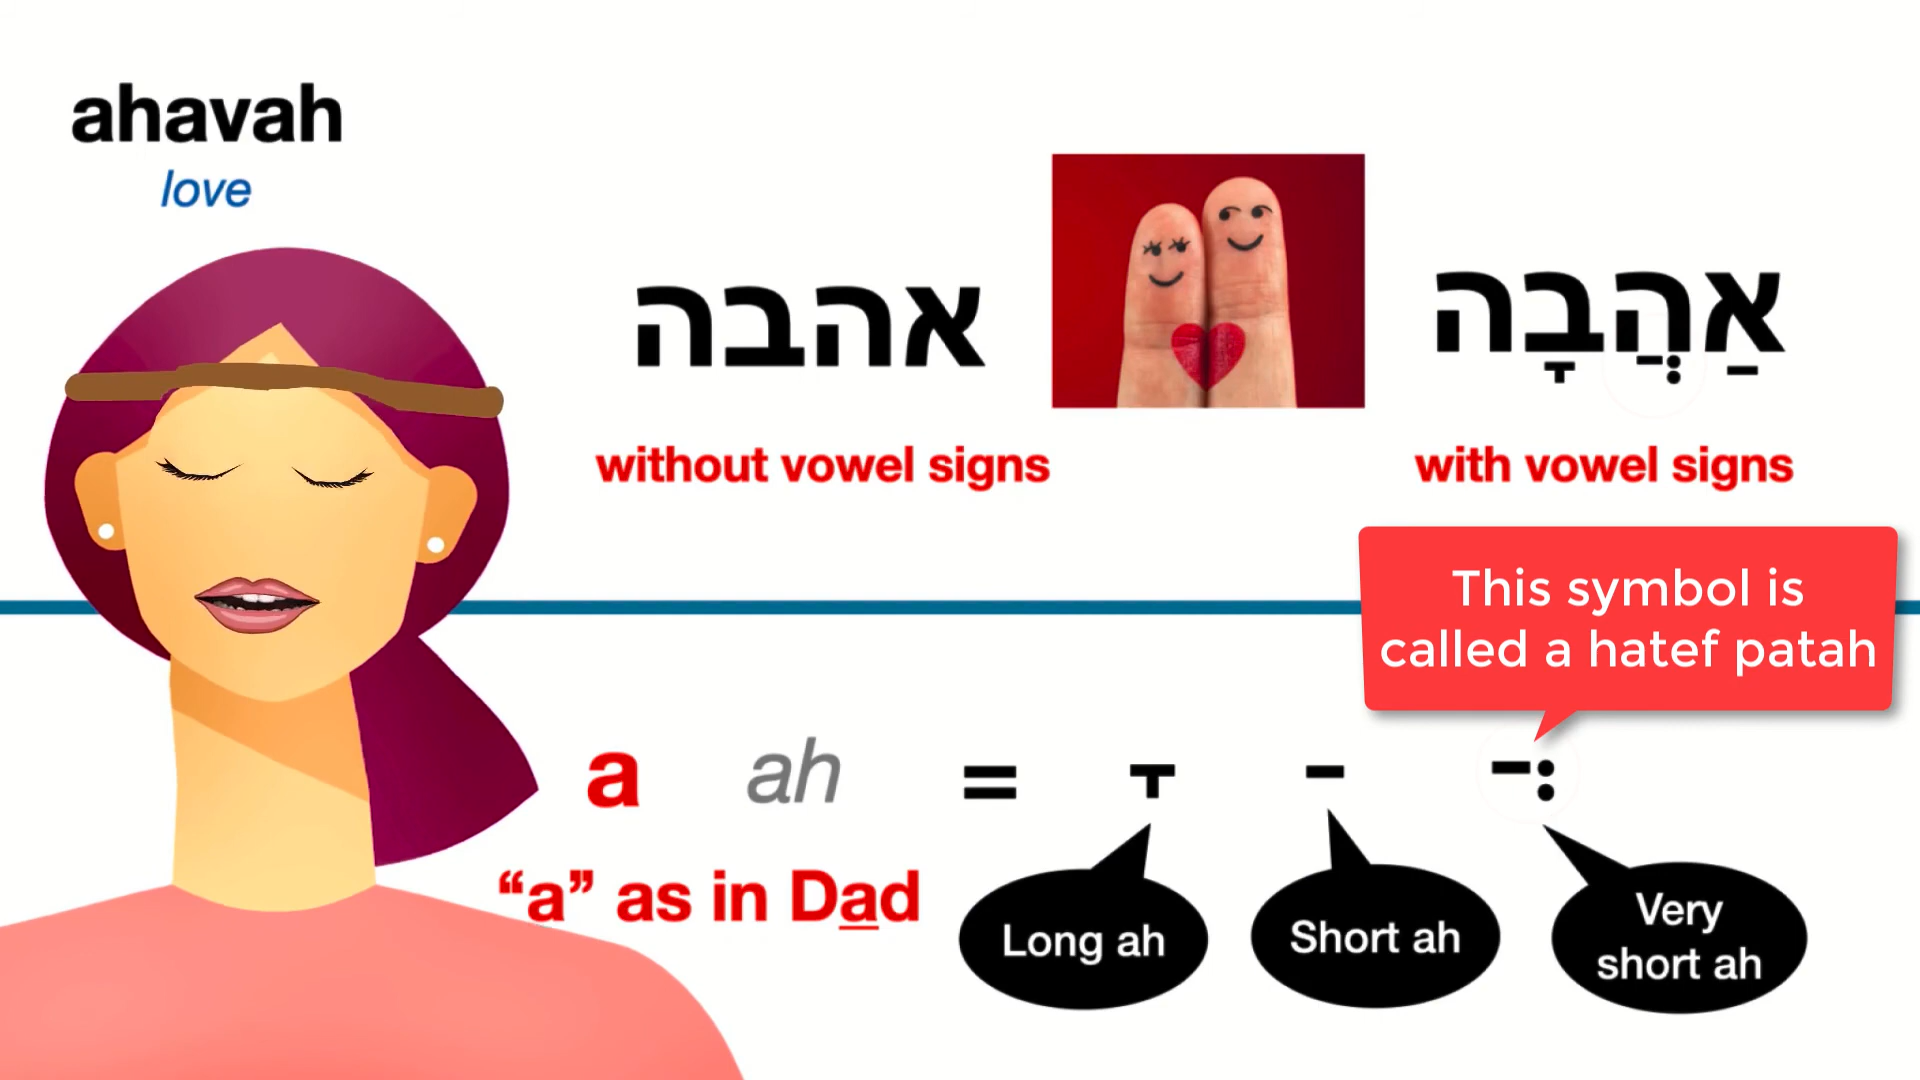 ahavah
love
אהבה
אַהֲבָה
without vowel signs
with vowel signs
This symbol is
called a hatef patah
a ah = ָ ַ ֲ
“a” as in Dad
Long ah
Short ah
Very
short ah